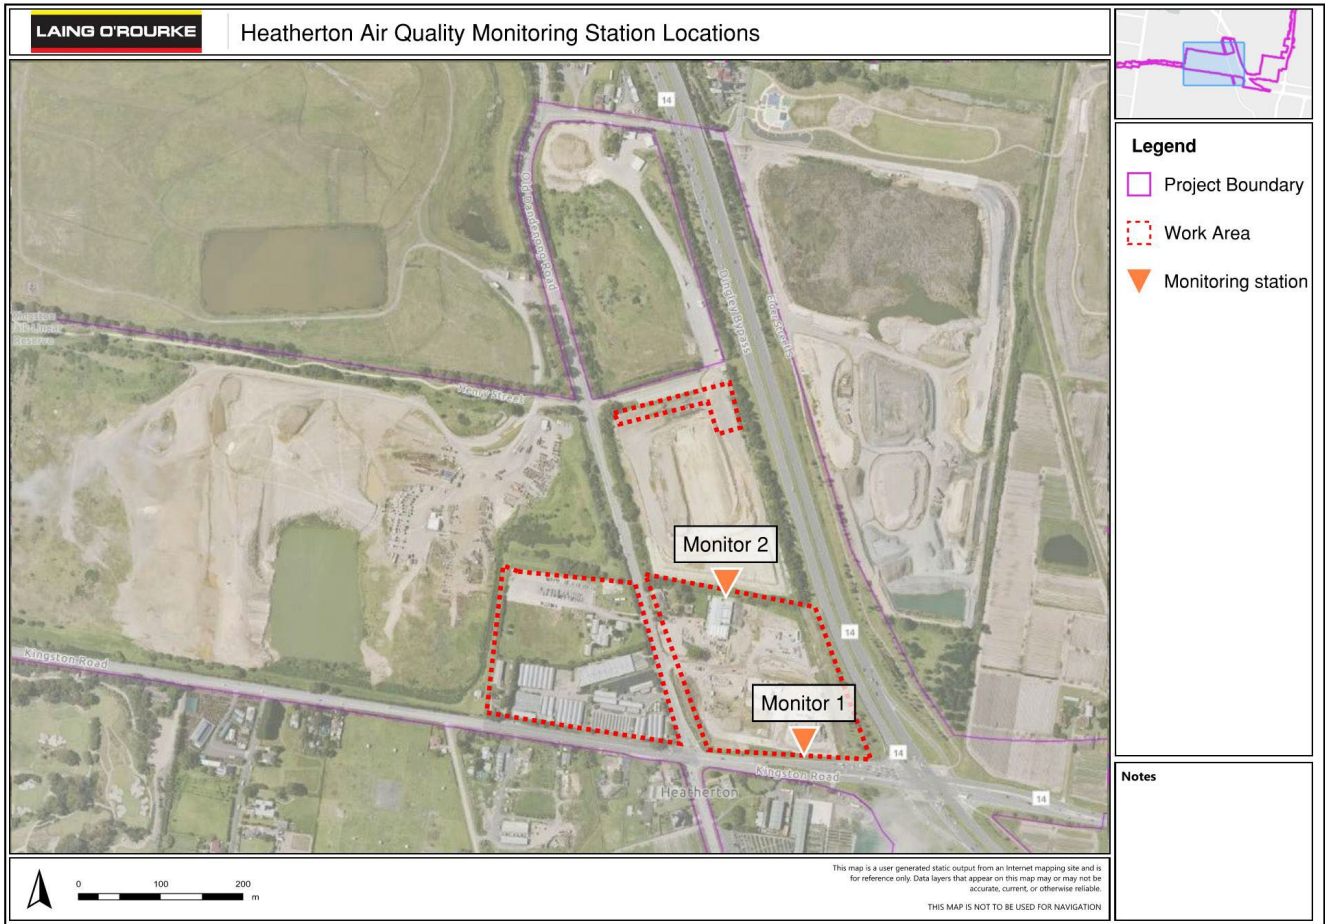 LAING O'ROURKE
Heatherton Air Quality Monitoring Station Locations
14
Old Dandenong Road
Dingley Bypass
Henry Street
Monitor 2
14
Monitor 1
Kingston Road
14
Kingston Road
14
Heatherton
Legend
Project Boundary
Work Area
Monitoring station
Notes
0 100 200
m
This map is a user generated static output from an Internet mapping site and is
for reference only. Data layers that appear on this map may or may not be
accurate, current, or otherwise reliable.
THIS MAP IS NOT TO BE USED FOR NAVIGATION